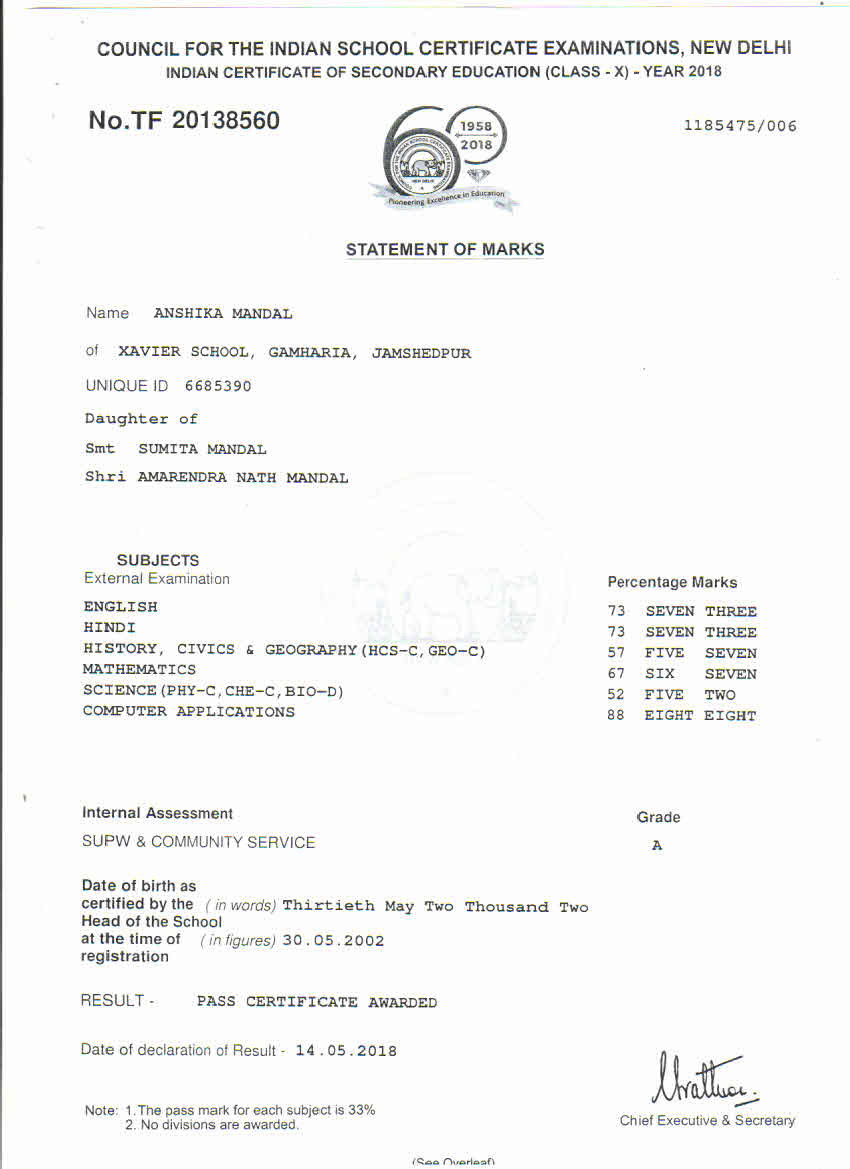 COUNCIL FOR THE INDIAN SCHOOL CERTIFICATE EXAMINATIONS, NEW DELHI
INDIAN CERTIFICATE OF SECONDARY EDUCATION (CLASS - X) - YEAR 2018
No.TF 20138560
1958
2018
1185475/006
NEW DELHI
Pioneering Excellence in Education
STATEMENT OF MARKS
Name ANSHIKA MANDAL
of XAVIER SCHOOL, GAMHARIA, JAMSHEDPUR
UNIQUE ID 6685390
Daughter of
Smt SUMITA MANDAL
Shri AMARENDRA NATH MANDAL
SUBJECTS
External Examination Percentage Marks
ENGLISH 73 SEVEN THREE
HINDI 73 SEVEN THREE
HISTORY, CIVICS & GEOGRAPHY(HCS-C,GEO-C) 57 FIVE SEVEN
MATHEMATICS 67 SIX SEVEN
SCIENCE(PHY-C,CHE-C,BIO-D) 52 FIVE TWO
COMPUTER APPLICATIONS 88 EIGHT EIGHT
Internal Assessment Grade
SUPW & COMMUNITY SERVICE A
Date of birth as
certified by the (in words) Thirtieth May Two Thousand Two
Head of the School
at the time of (in figures) 30.05.2002
registration
RESULT - PASS CERTIFICATE AWARDED
Date of declaration of Result - 14.05.2018
Note: 1.The pass mark for each subject is 33%
2. No divisions are awarded.
Chief Executive & Secretary
(See Overleaf)